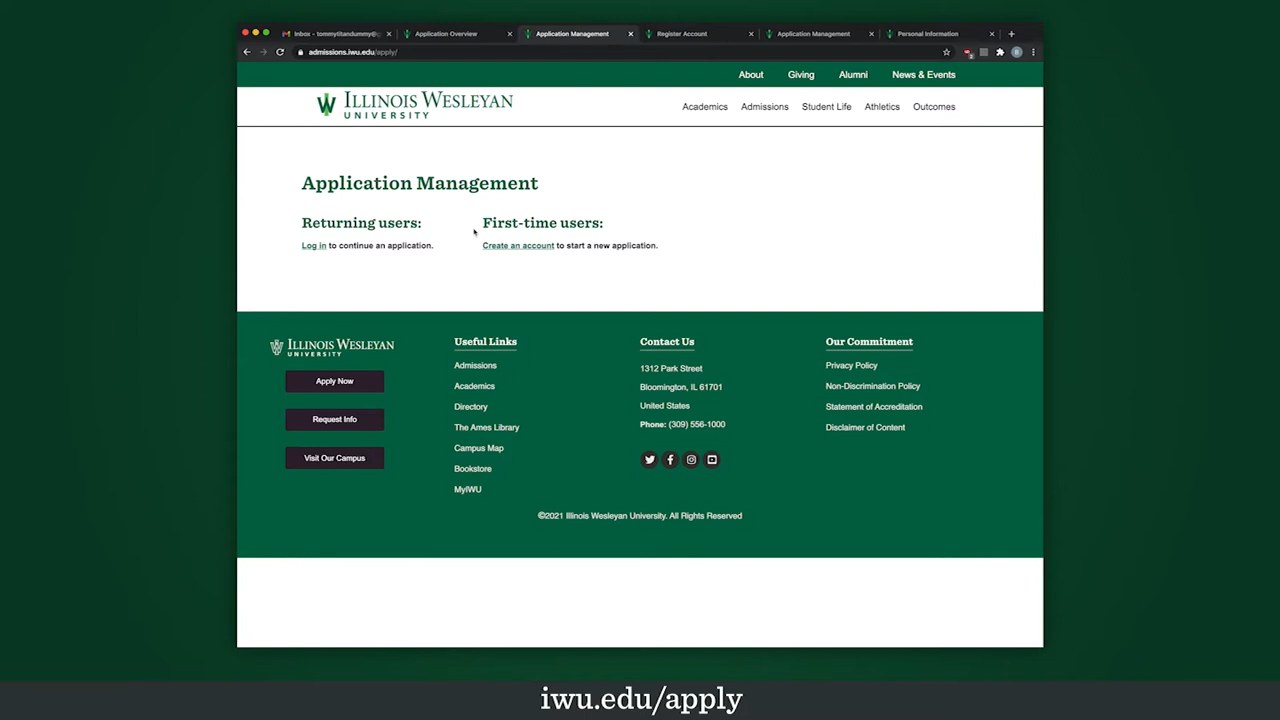 Inbox - tommytitandummy@g
Application Overview
Application Management
Register Account
Application Management
Personal Information
admissions.iwu.edu/apply/
About
Giving
Alumni
News & Events
ILLINOIS WESLEYAN
UNIVERSITY
Academics
Admissions
Student Life
Athletics
Outcomes
Application Management
Returning users:
Log in to continue an application.
First-time users:
Create an account to start a new application.
ILLINOIS WESLEYAN
UNIVERSITY
Apply Now
Request Info
Visit Our Campus
Useful Links
Admissions
Academics
Directory
The Ames Library
Campus Map
Bookstore
MyIWU
Contact Us
1312 Park Street
Bloomington, IL 61701
United States
Phone: (309) 556-1000
Our Commitment
Privacy Policy
Non-Discrimination Policy
Statement of Accreditation
Disclaimer of Content
©2021 Illinois Wesleyan University. All Rights Reserved
iwu.edu/apply